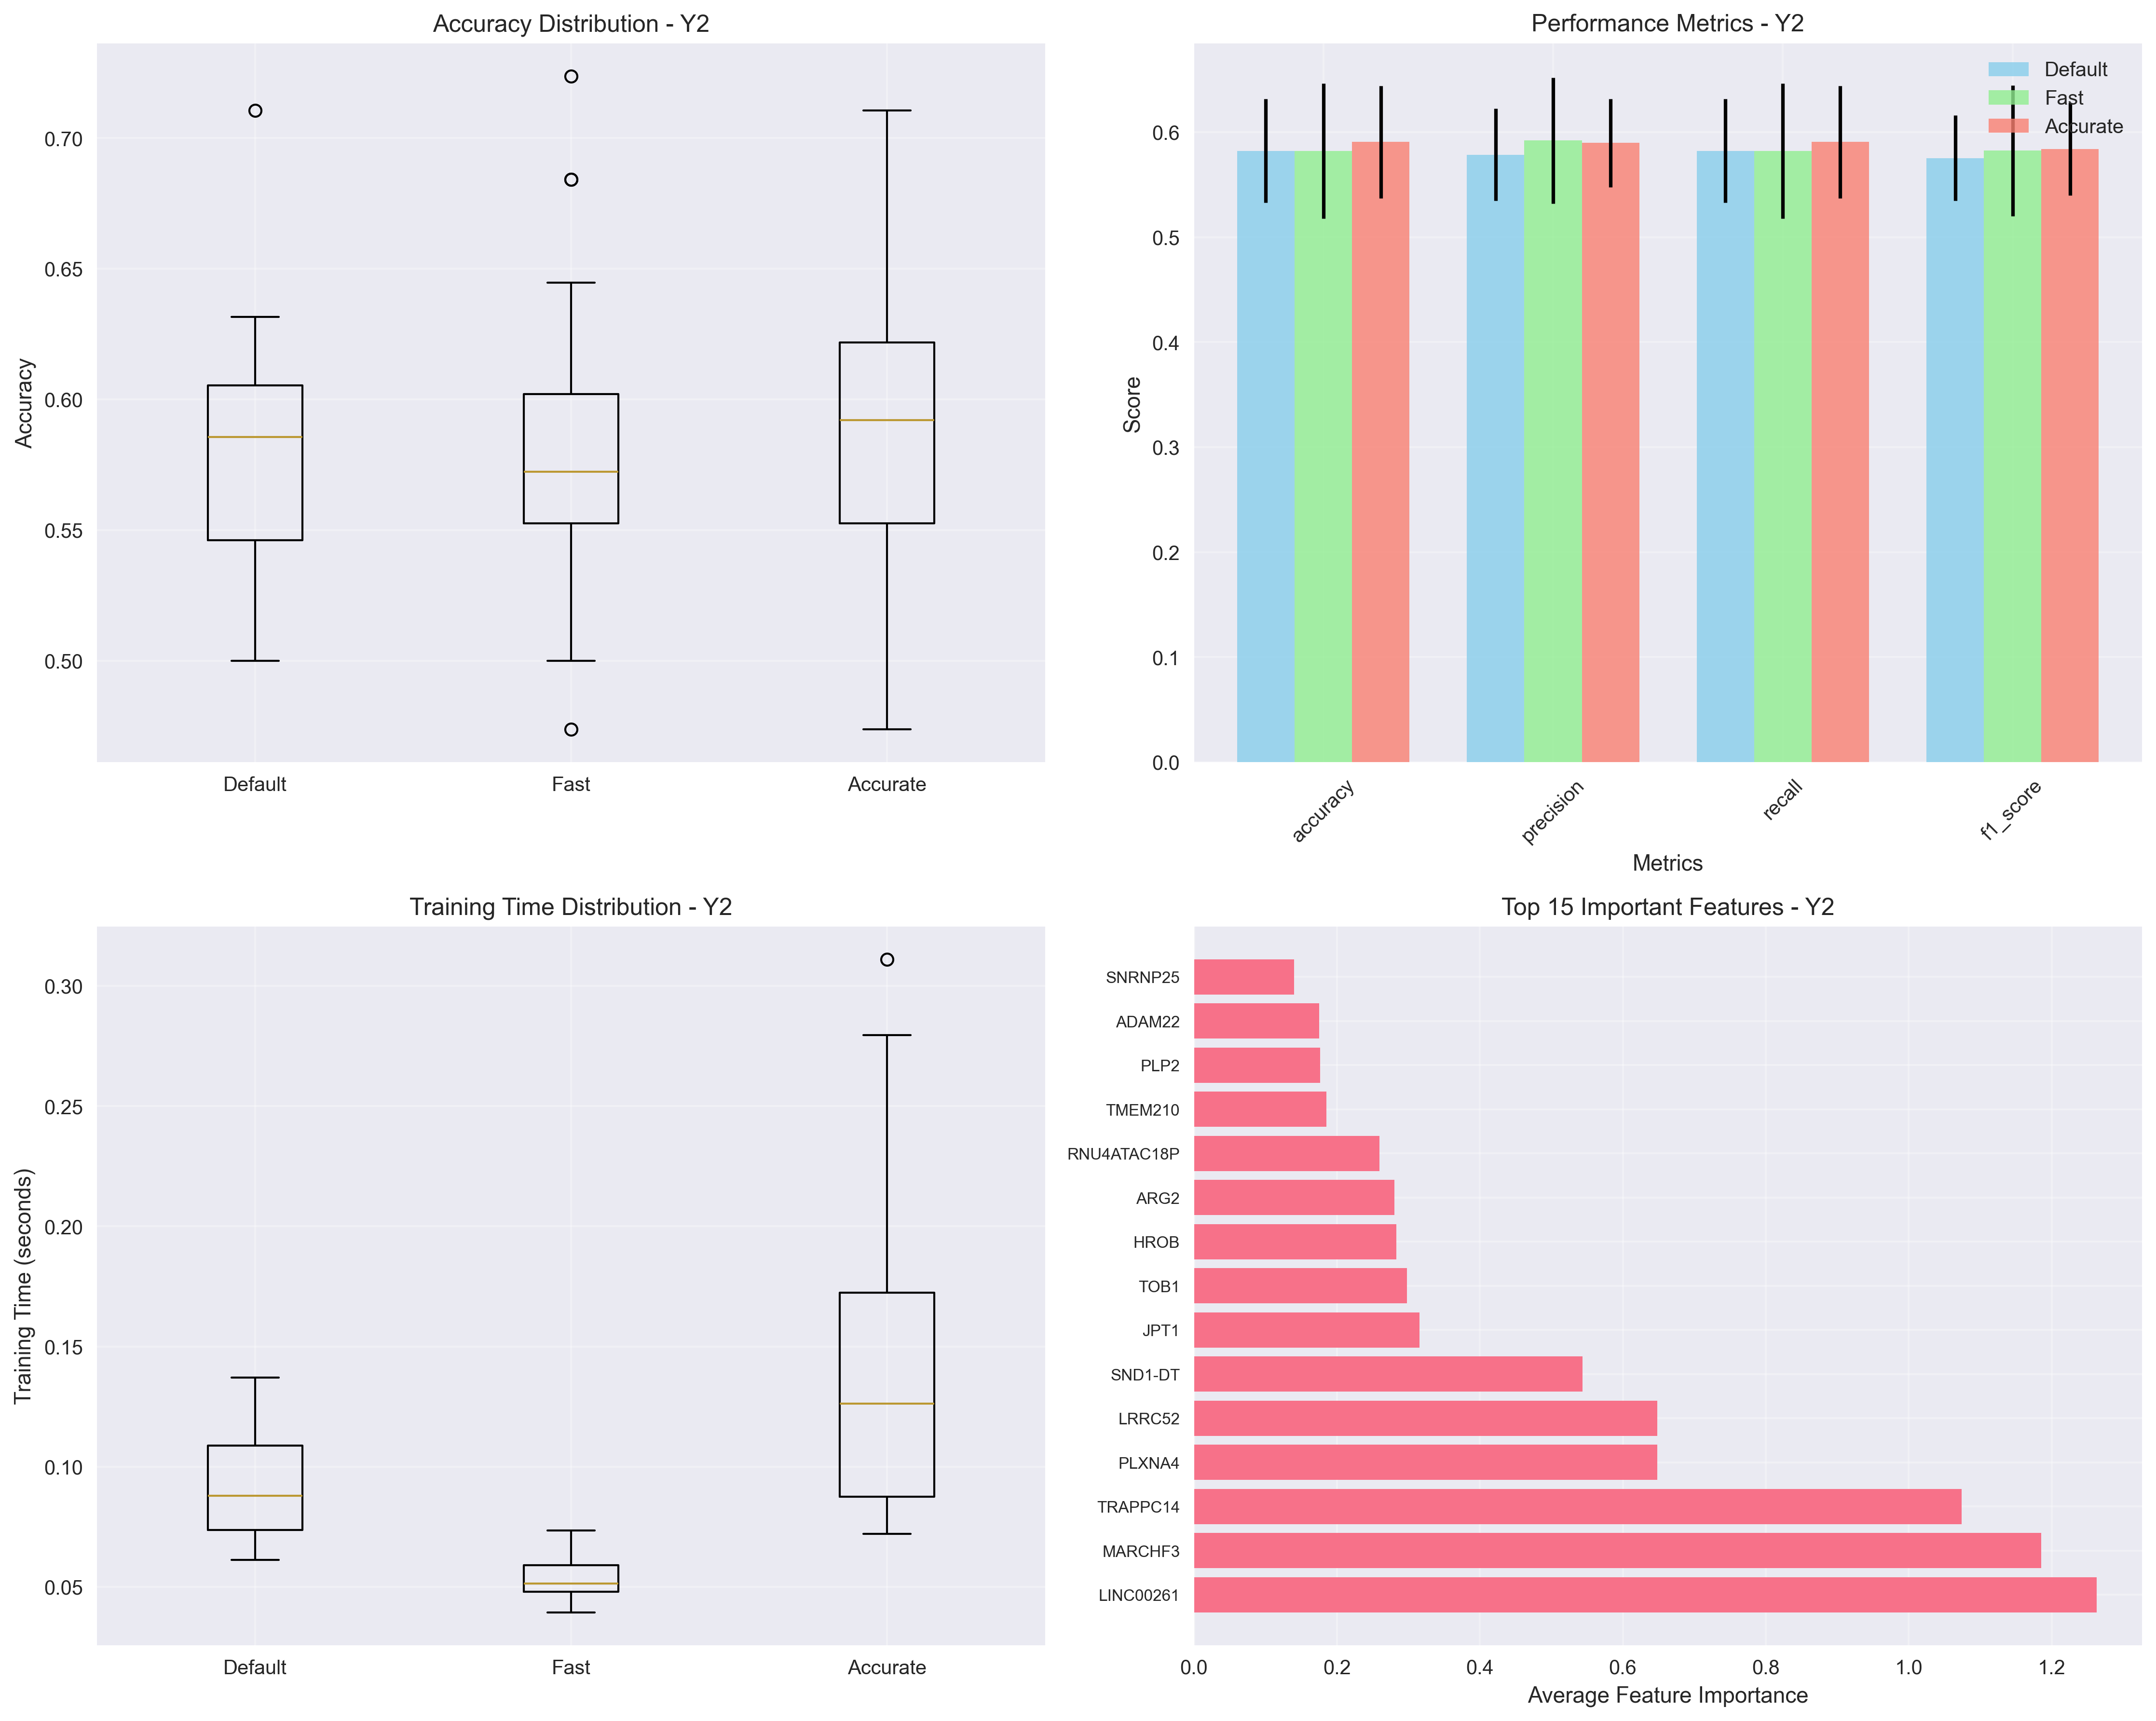 Accuracy Distribution - Y2
Accuracy
0.70
0.65
0.60
0.55
0.50
Default Fast Accurate
Performance Metrics - Y2
Default
Fast
Accurate
Score
0.6
0.5
0.4
0.3
0.2
0.1
0.0
accuracy precision recall f1_score
Metrics
Training Time Distribution - Y2
Training Time (seconds)
0.30
0.25
0.20
0.15
0.10
0.05
Default Fast Accurate
Top 15 Important Features - Y2
SNRNP25
ADAM22
PLP2
TMEM210
RNU4ATAC18P
ARG2
HROB
TOB1
JPT1
SND1-DT
LRRC52
PLXNA4
TRAPPC14
MARCHF3
LINC00261
0.0 0.2 0.4 0.6 0.8 1.0 1.2
Average Feature Importance